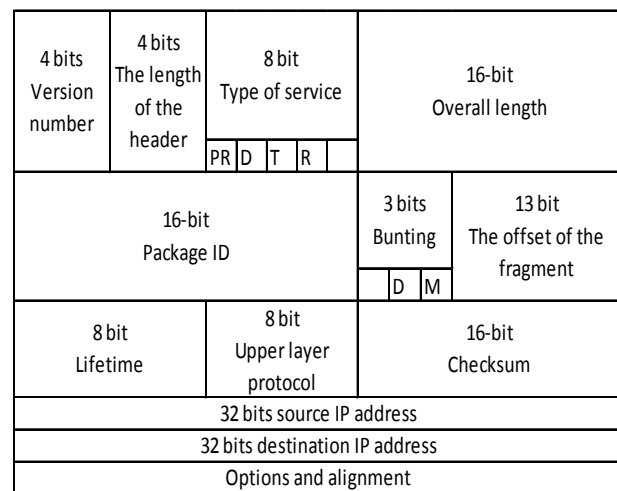 4 bits
Version
number
4 bits
The length
of the
header
8 bit
Type of service
PR D T R
16-bit
Overall length
16-bit
Package ID
3 bits
Bunting
D M
13 bit
The offset of the
fragment
8 bit
Lifetime
8 bit
Upper layer
protocol
16-bit
Checksum
32 bits source IP address
32 bits destination IP address
Options and alignment